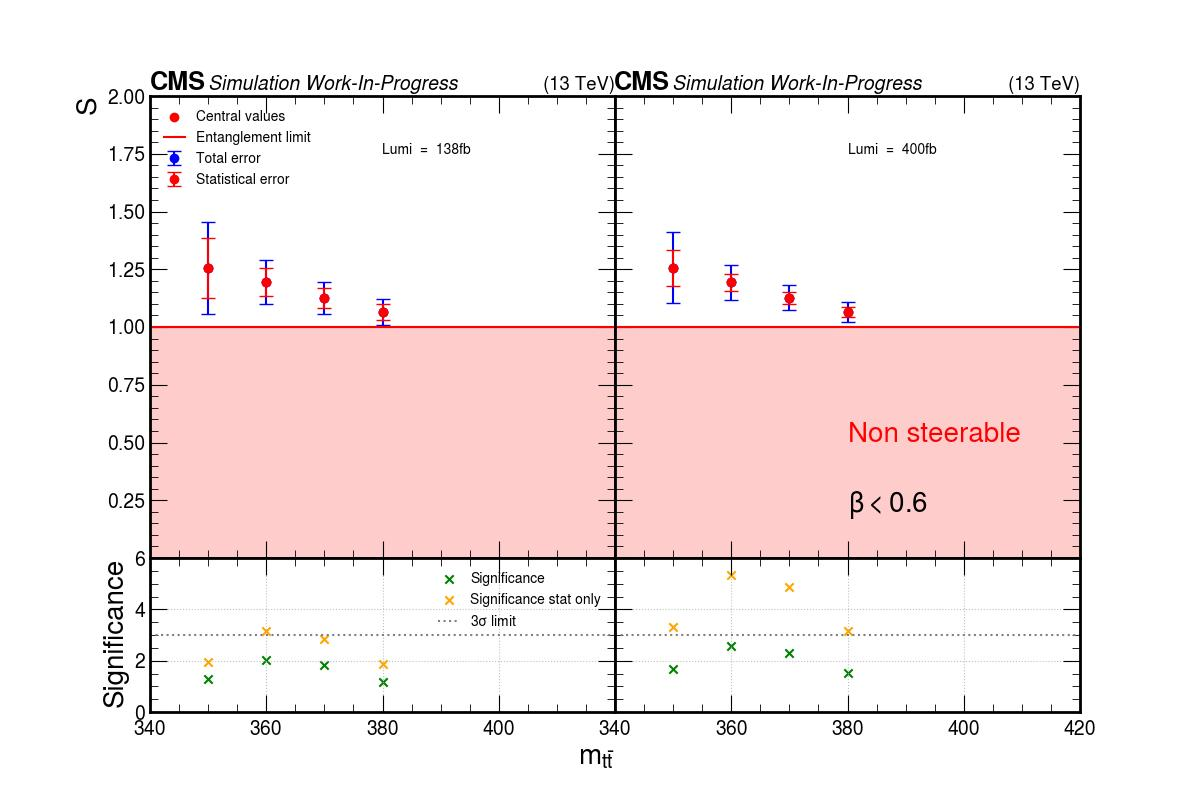 CMS Simulation Work-In-Progress (13 TeV)
CMS Simulation Work-In-Progress (13 TeV)
S
2.00
1.75
1.50
1.25
1.00
0.75
0.50
0.25
Central values
Entanglement limit
Total error
Statistical error
Lumi = 138fb
Lumi = 400fb
Non steerable
β < 0.6
Significance
6
4
2
0
Significance
Significance stat only
3σ limit
340 360 380 400 340 360 380 400 420
m_{tt̄}